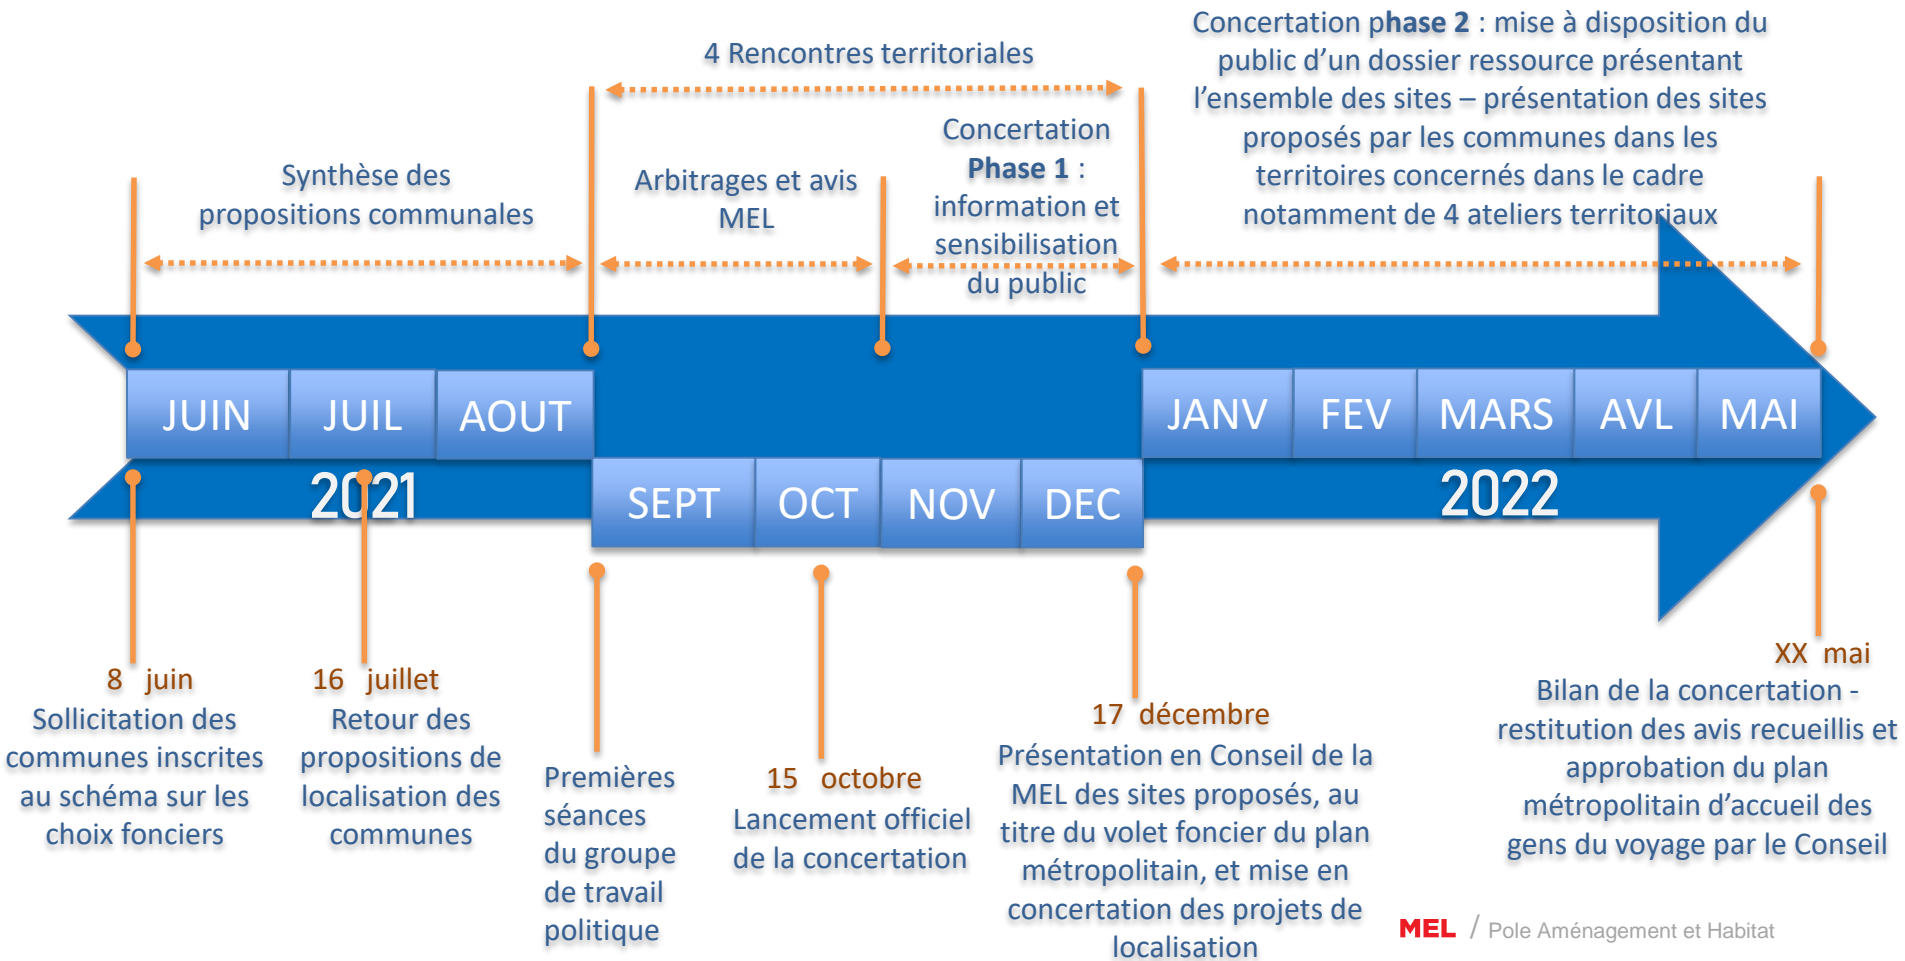 4 Rencontres territoriales
Concertation phase 2 : mise à disposition du
public d’un dossier ressource présentant
l’ensemble des sites – présentation des sites
proposés par les communes dans les
territoires concernés dans le cadre
notamment de 4 ateliers territoriaux
Synthèse des
propositions communales
Arbitrages et avis
MEL
Concertation
Phase 1 :
information et
sensibilisation
du public
JUIN
JUIL
AOUT
SEPT
OCT
NOV
DEC
JANV
FEV
MARS
AVL
MAI
2021
2022
8 juin
Sollicitation des
communes inscrites
au schéma sur les
choix fonciers
16 juillet
Retour des
propositions de
localisation des
communes
Premières
séances
du groupe
de travail
politique
15 octobre
Lancement officiel
de la concertation
17 décembre
Présentation en Conseil de la
MEL des sites proposés, au
titre du volet foncier du plan
métropolitain, et mise en
concertation des projets de
localisation
XX mai
Bilan de la concertation -
restitution des avis recueillis et
approbation du plan
métropolitain d’accueil des
gens du voyage par le Conseil
MEL / Pole Aménagement et Habitat